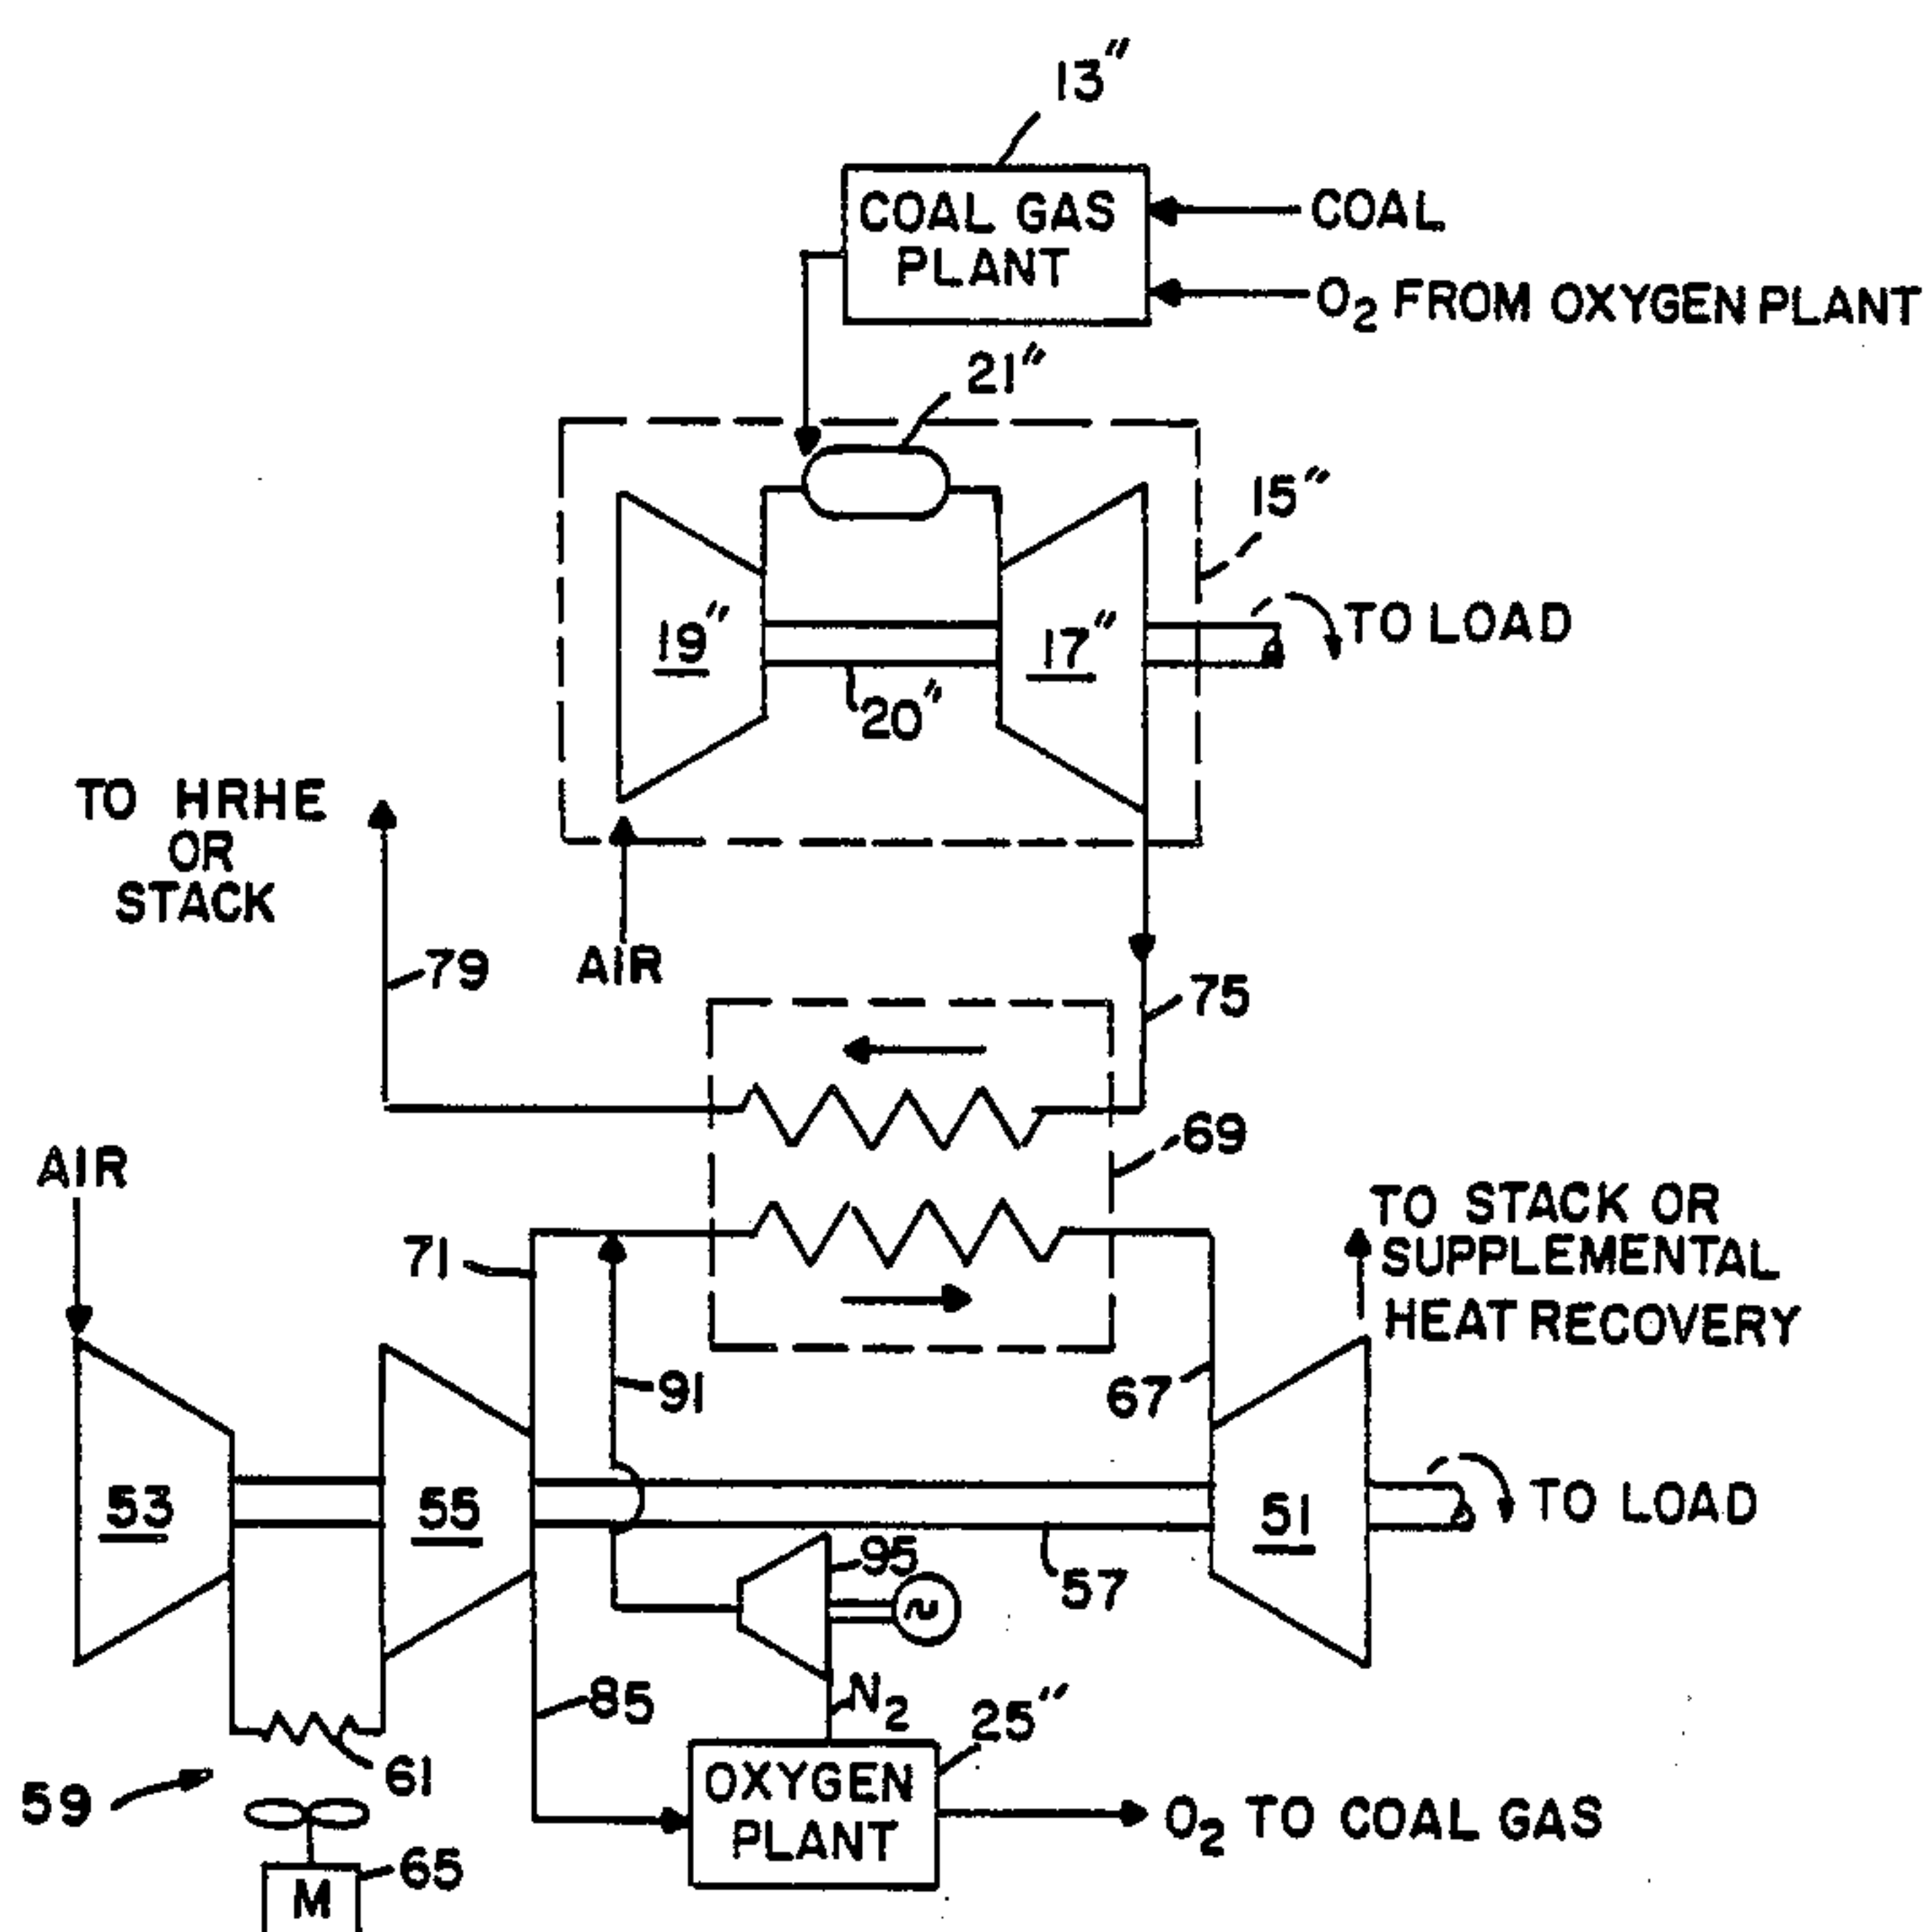 13″
COAL GAS
PLANT
COAL
O₂ FROM OXYGEN PLANT
21″
15″
19″
17″
TO LOAD
20″
TO HRHE
OR
STACK
79
AIR
75
69
AIR
71
TO STACK OR
SUPPLEMENTAL
HEAT RECOVERY
91
67
53
55
51
TO LOAD
95
57
85
N₂
25″
61
59
OXYGEN
PLANT
O₂ TO COAL GAS
65
M